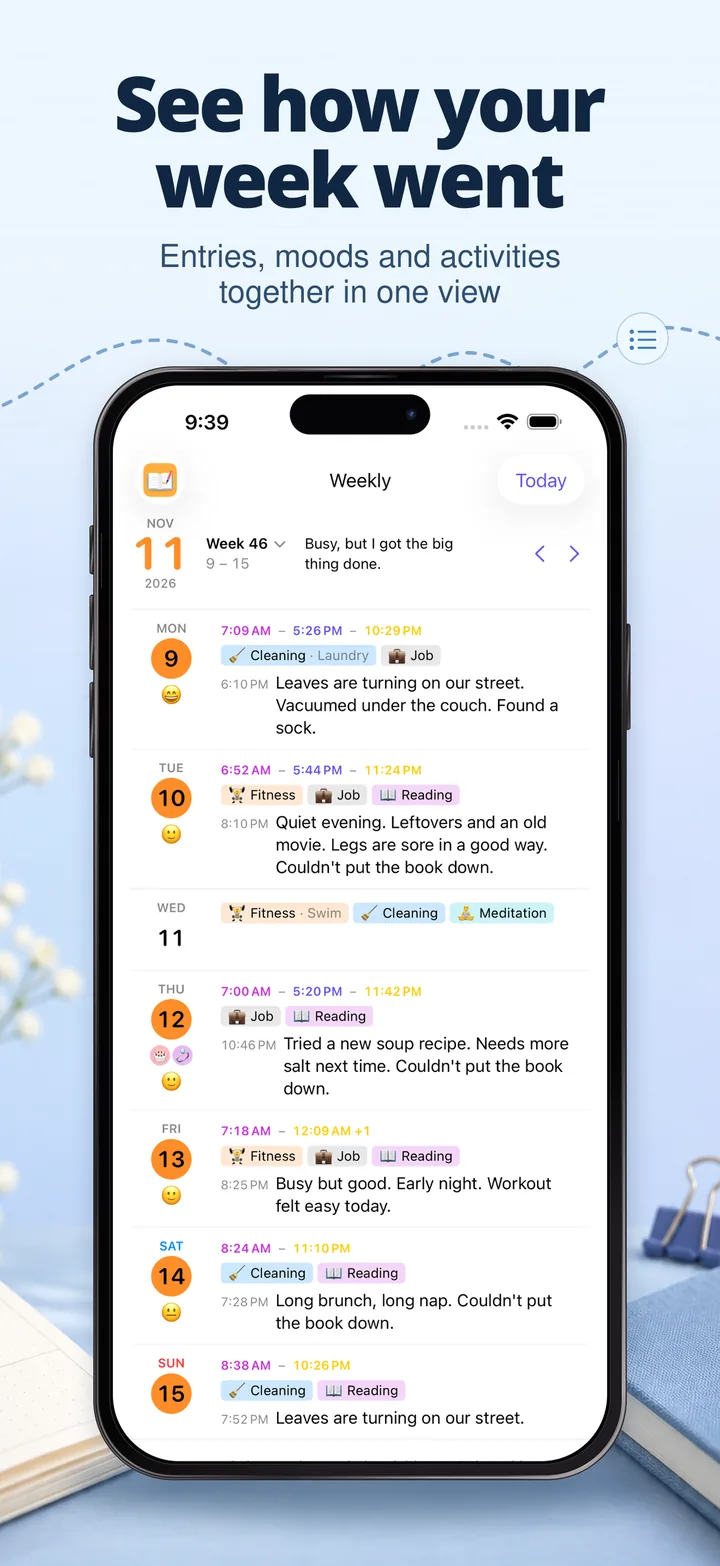 See how your
week went
Entries, moods and activities
together in one view
9:39
Weekly
Today
NOV
11
2026
Week 46
9 – 15
Busy, but I got the big
thing done.
MON
9
7:09 AM – 5:26 PM – 10:29 PM
Cleaning · Laundry Job
6:10 PM Leaves are turning on our street.
Vacuumed under the couch. Found a
sock.
TUE
10
6:52 AM – 5:44 PM – 11:24 PM
Fitness Job Reading
8:10 PM Quiet evening. Leftovers and an old
movie. Legs are sore in a good way.
Couldn't put the book down.
WED
11
Fitness · Swim Cleaning Meditation
THU
12
7:00 AM – 5:20 PM – 11:42 PM
Job Reading
10:46 PM Tried a new soup recipe. Needs more
salt next time. Couldn't put the book
down.
FRI
13
7:18 AM – 12:09 AM +1
Fitness Job Reading
8:25 PM Busy but good. Early night. Workout
felt easy today.
SAT
14
8:24 AM – 11:10 PM
Cleaning Reading
7:28 PM Long brunch, long nap. Couldn't put
the book down.
SUN
15
8:38 AM – 10:26 PM
Cleaning Reading
7:52 PM Leaves are turning on our street.